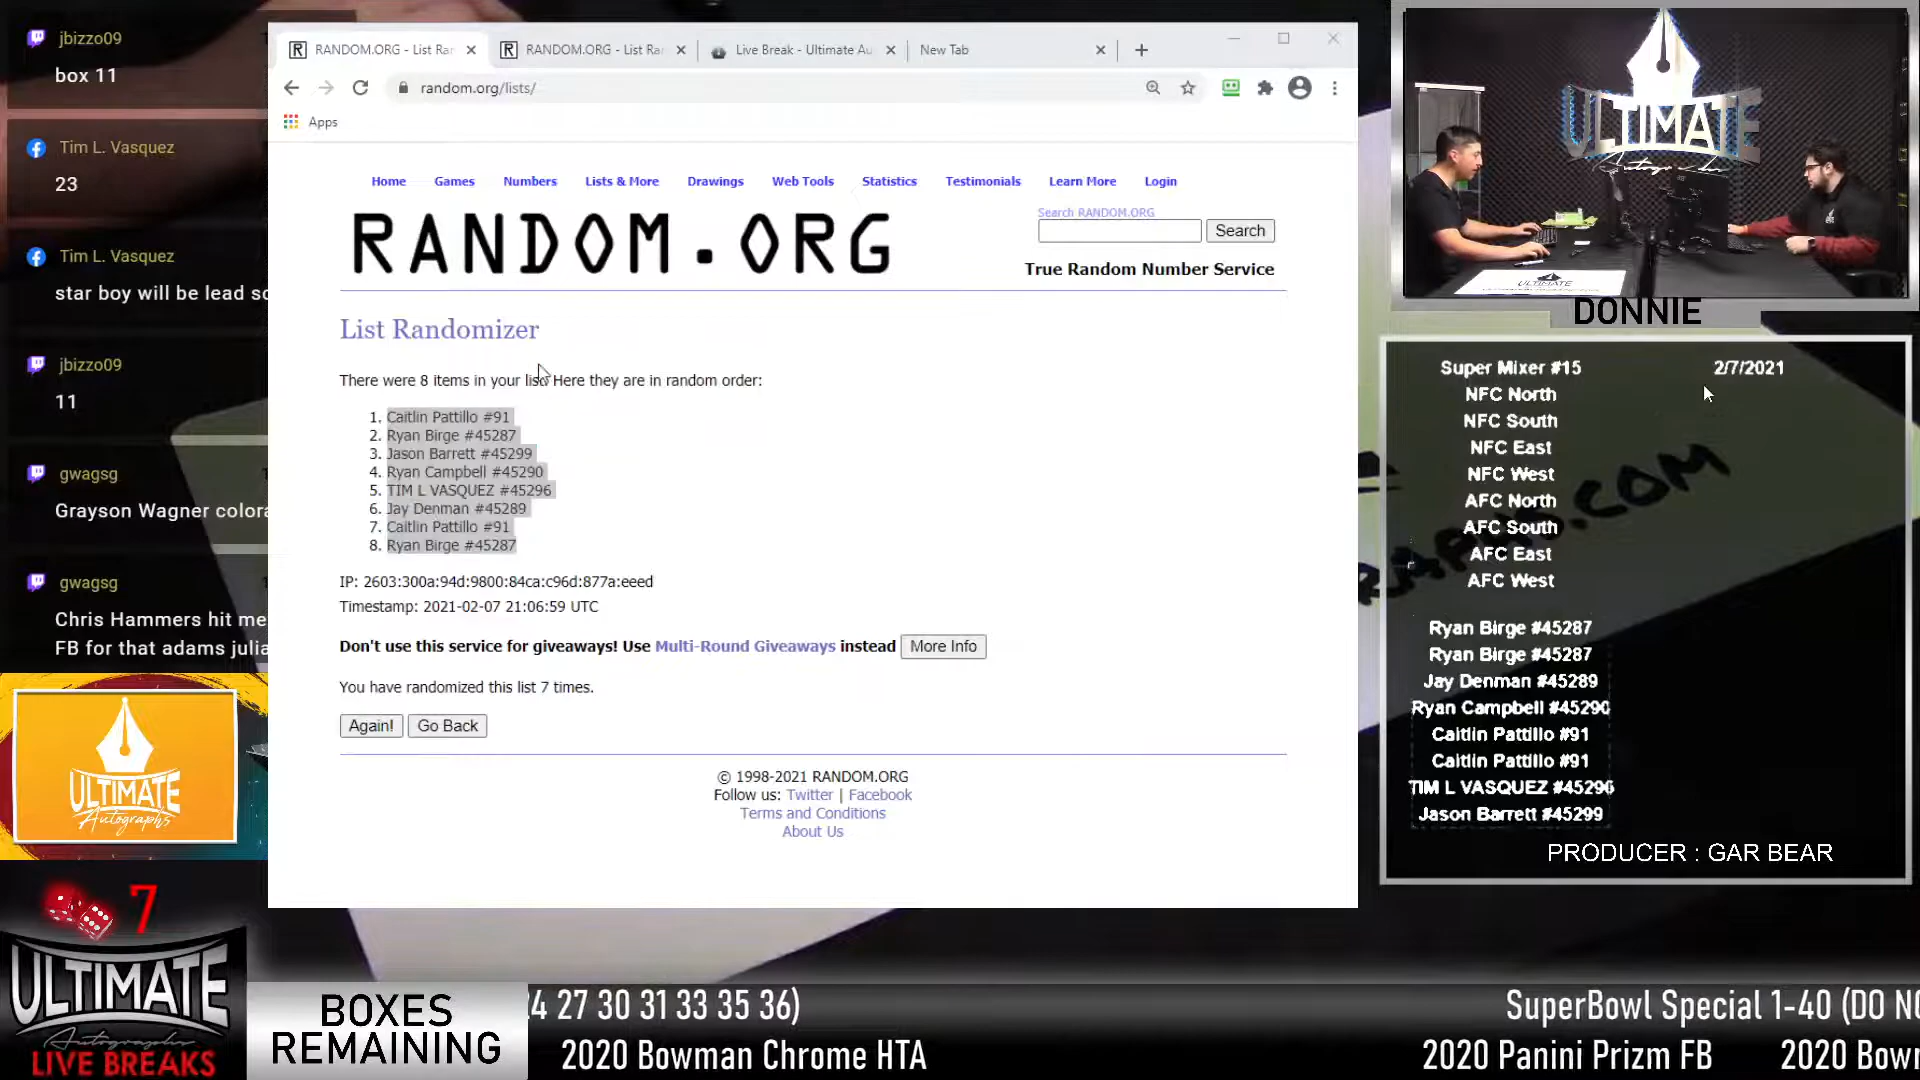 jbizzo09
box 11
Tim L. Vasquez
23
Tim L. Vasquez
star boy will be lead sc
jbizzo09
11
gwagsg
Grayson Wagner colora
gwagsg
Chris Hammers hit me
FB for that adams julia
ULTIMATE
Autographs
7
ULTIMATE
Autographs
LIVE BREAKS
RANDOM.ORG - List Ra
RANDOM.ORG - List Ra
Live Break - Ultimate Au
New Tab
random.org/lists/
Apps
Home Games Numbers Lists & More Drawings Web Tools Statistics Testimonials Learn More Login
RANDOM.ORG
Search RANDOM.ORG
Search
True Random Number Service
List Randomizer
There were 8 items in your list. Here they are in random order:
1. Caitlin Pattillo #91
2. Ryan Birge #45287
3. Jason Barrett #45299
4. Ryan Campbell #45290
5. TIM L VASQUEZ #45296
6. Jay Denman #45289
7. Caitlin Pattillo #91
8. Ryan Birge #45287
IP: 2603:300a:94d:9800:84ca:c96d:877a:eeed
Timestamp: 2021-02-07 21:06:59 UTC
Don't use this service for giveaways! Use Multi-Round Giveaways instead More Info
You have randomized this list 7 times.
Again! Go Back
© 1998-2021 RANDOM.ORG
Follow us: Twitter | Facebook
Terms and Conditions
About Us
ULTIMATE
Autographs
ULTIMATE
DONNIE
Super Mixer #15 2/7/2021
NFC North
NFC South
NFC East
NFC West
AFC North
AFC South
AFC East
AFC West
Ryan Birge #45287
Ryan Birge #45287
Jay Denman #45289
Ryan Campbell #45290
Caitlin Pattillo #91
Caitlin Pattillo #91
TIM L VASQUEZ #45296
Jason Barrett #45299
PRODUCER : GAR BEAR
BOXES
REMAINING
24 27 30 31 33 35 36) SuperBowl Special 1-40 (DO NO
2020 Bowman Chrome HTA 2020 Panini Prizm FB 2020 Bow